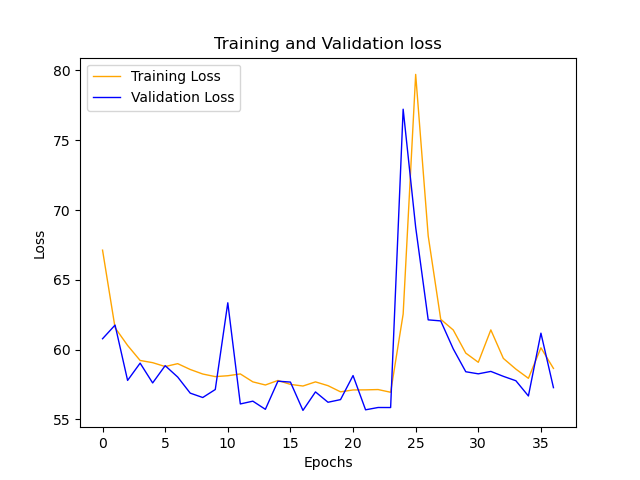 Training and Validation loss
Training Loss
Validation Loss
80
75
70
65
60
55
Loss
0 5 10 15 20 25 30 35
Epochs